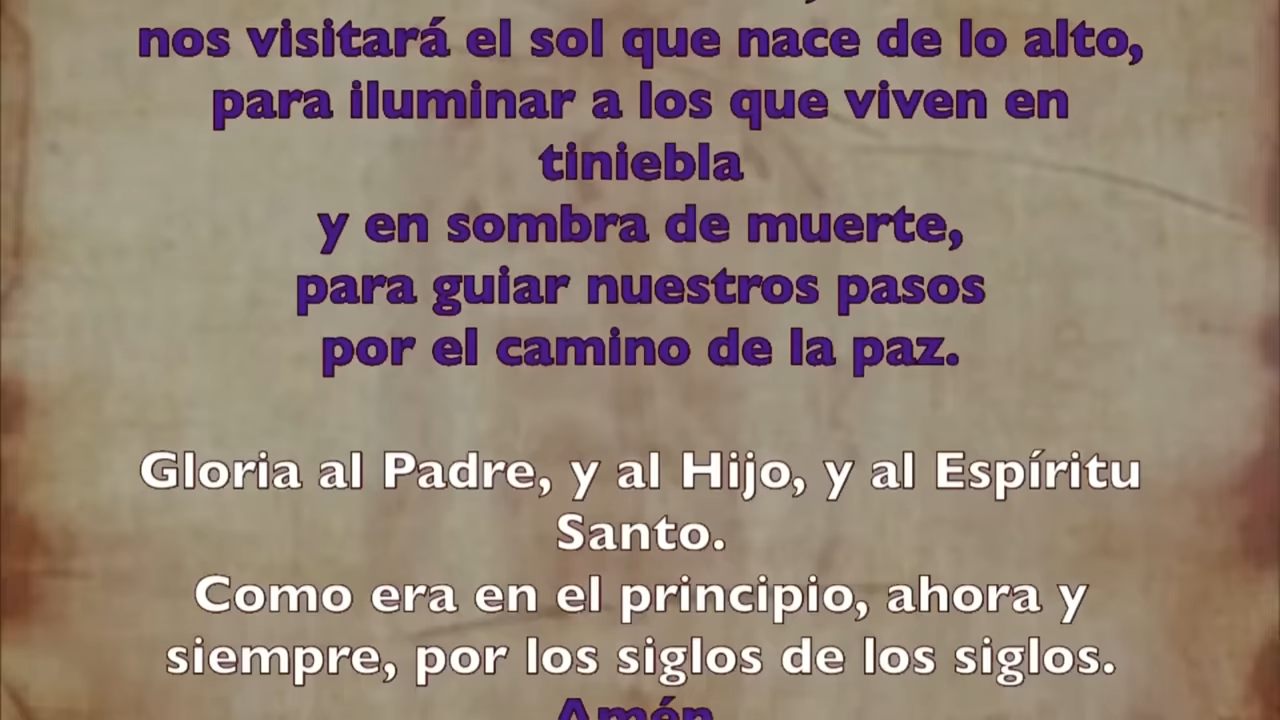 nos visitará el sol que nace de lo alto,
para iluminar a los que viven en
tiniebla
y en sombra de muerte,
para guiar nuestros pasos
por el camino de la paz.
Gloria al Padre, y al Hijo, y al Espíritu
Santo.
Como era en el principio, ahora y
siempre, por los siglos de los siglos.
Amén